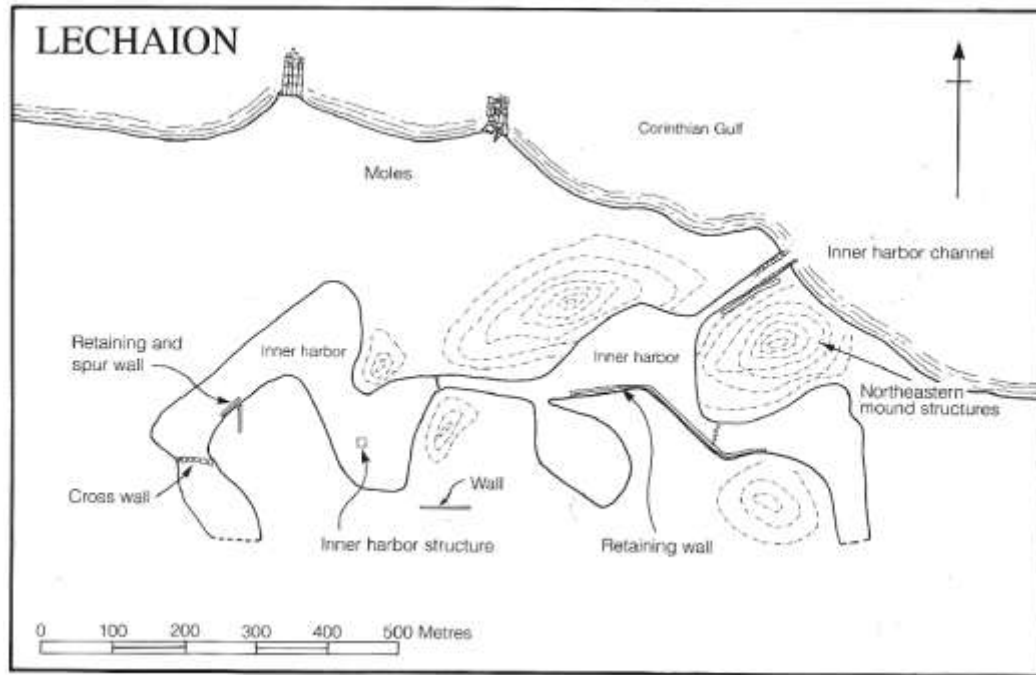 LECHAION
Corinthian Gulf
Moles
Inner harbor channel
Retaining and
spur wall
Inner harbor
Inner harbor
Northeastern
mound structures
Cross wall
Wall
Inner harbor structure
Retaining wall
0 100 200 300 400 500 Metres